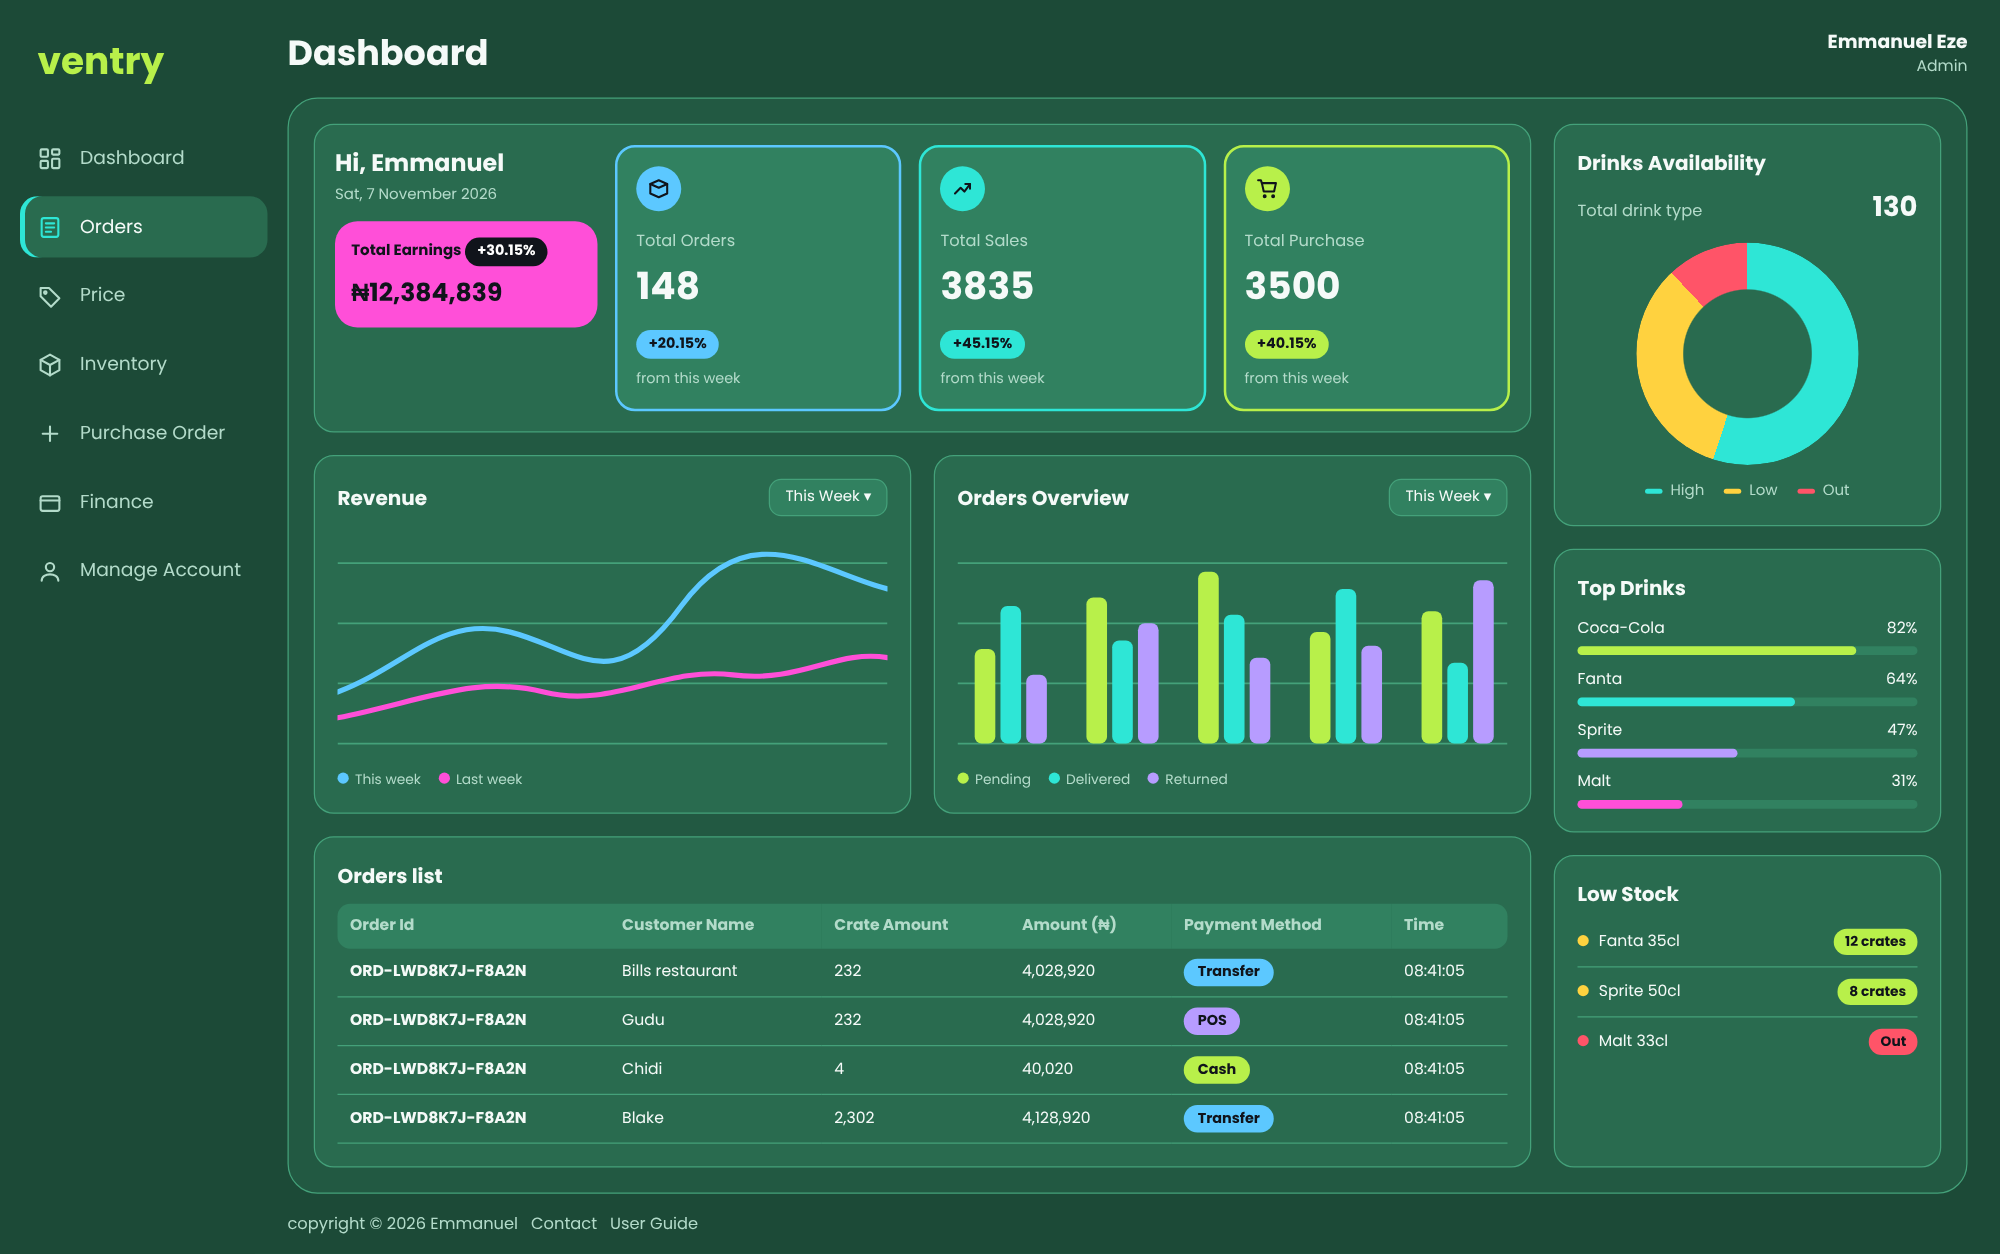 ventry
Dashboard
Emmanuel Eze
Admin
Dashboard
Orders
Price
Inventory
Purchase Order
Finance
Manage Account
Hi, Emmanuel
Sat, 7 November 2026
Total Earnings +30.15%
₦12,384,839
Total Orders
148
+20.15%
from this week
Total Sales
3835
+45.15%
from this week
Total Purchase
3500
+40.15%
from this week
Drinks Availability
Total drink type 130
High Low Out
Revenue This Week ▾
This week Last week
Orders Overview This Week ▾
Pending Delivered Returned
Top Drinks
Coca-Cola 82%
Fanta 64%
Sprite 47%
Malt 31%
Orders list
Order Id Customer Name Crate Amount Amount (₦) Payment Method Time
ORD-LWD8K7J-F8A2N Bills restaurant 232 4,028,920 Transfer 08:41:05
ORD-LWD8K7J-F8A2N Gudu 232 4,028,920 POS 08:41:05
ORD-LWD8K7J-F8A2N Chidi 4 40,020 Cash 08:41:05
ORD-LWD8K7J-F8A2N Blake 2,302 4,128,920 Transfer 08:41:05
Low Stock
Fanta 35cl 12 crates
Sprite 50cl 8 crates
Malt 33cl Out
copyright © 2026 Emmanuel Contact User Guide